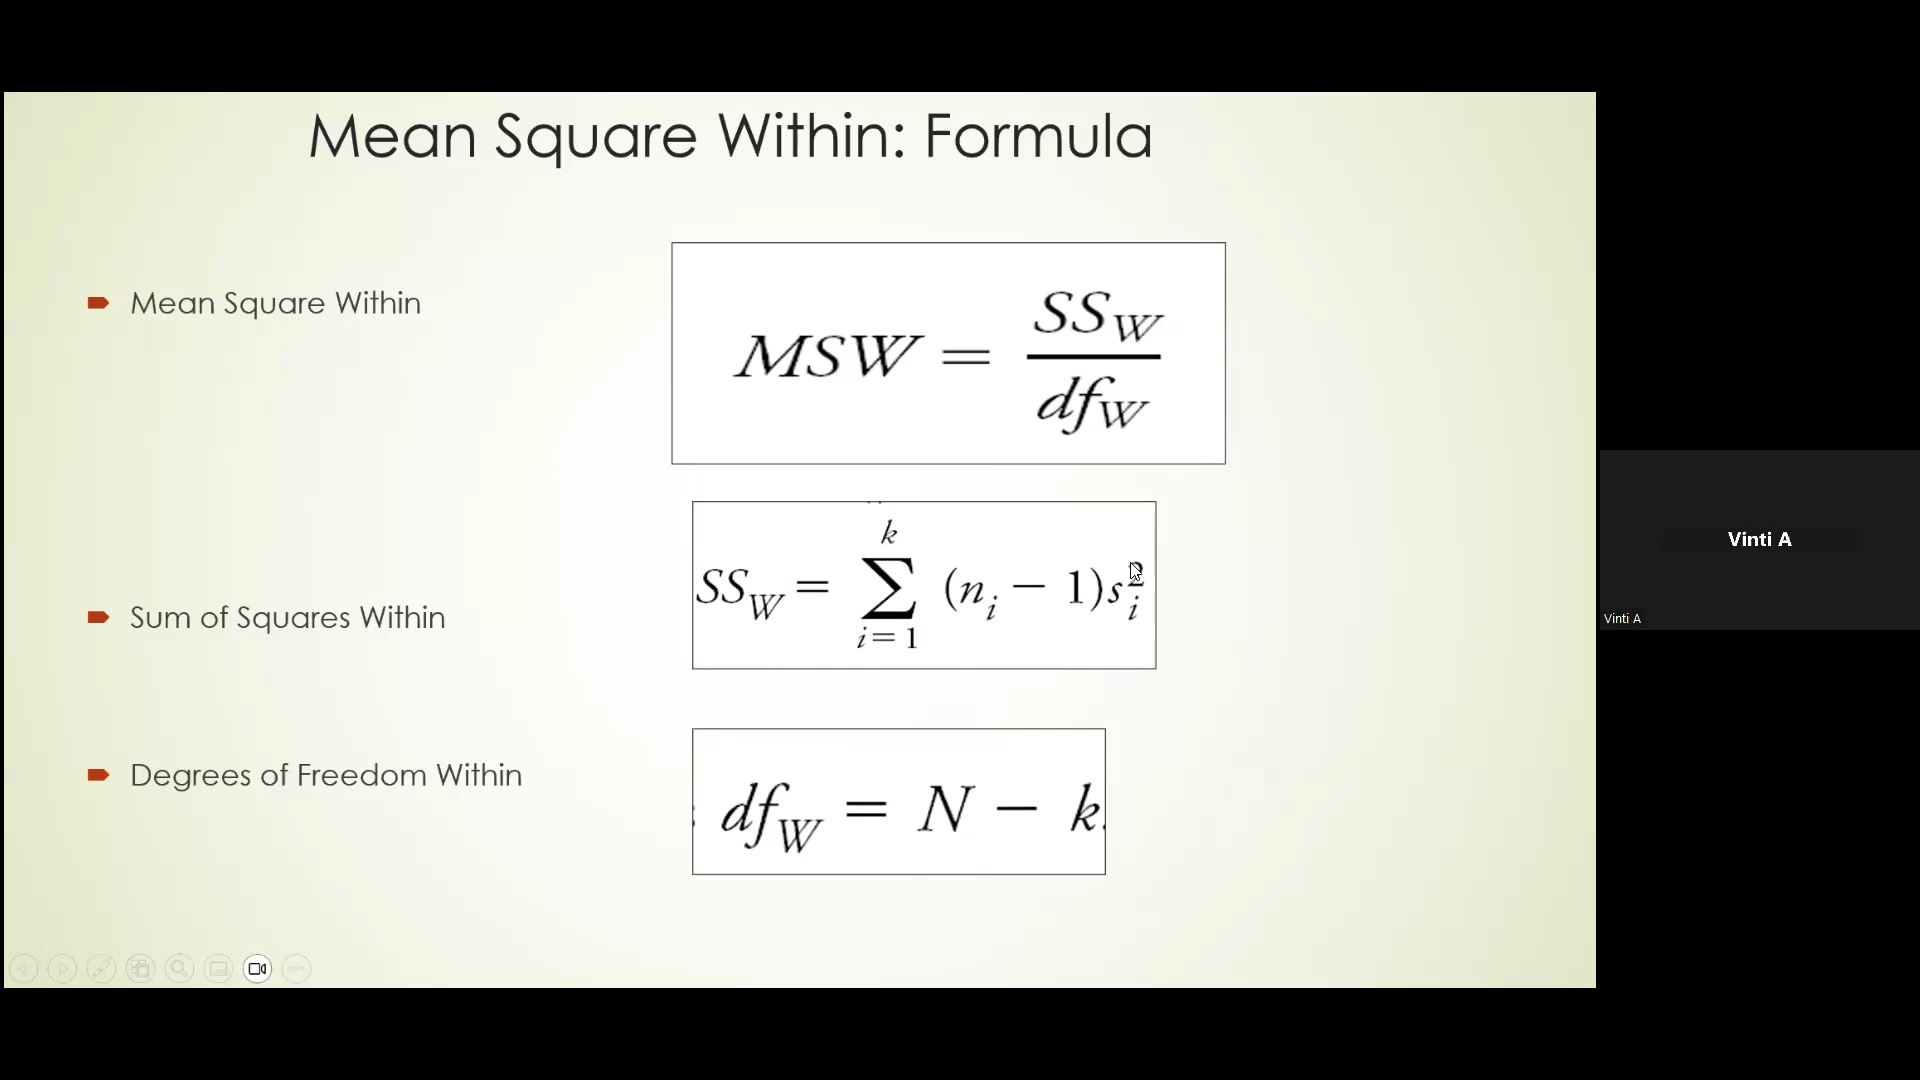 Mean Square Within: Formula
Mean Square Within
MSW = SS_W / df_W
Sum of Squares Within
SS_W = ∑_{i=1}^{k} (n_i − 1)s_i^2
Degrees of Freedom Within
df_W = N − k.
Vinti A
Vinti A